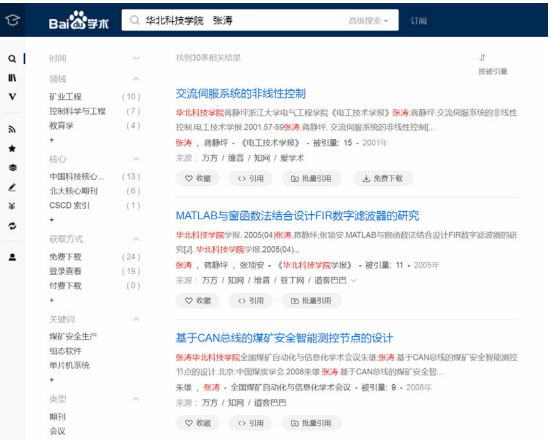 Bai du 学术
华北科技学院 张涛
高级搜索
订阅
时间
领域
矿业工程 (10)
控制科学与工程 (7)
教育学 (4)
+
核心
中国科技核心... (13)
北大核心期刊 (6)
CSCD 索引 (1)
+
获取方式
免费下载 (24)
登录查看 (19)
付费下载 (0)
+
关键词
煤矿安全生产
组态软件
单片机系统
+
类型
期刊
会议
找到30条相关结果
按被引量
交流伺服系统的非线性控制
华北科技学院蒋静坪浙江大学电气工程学院《电工技术学报》张涛;蒋静坪.交流伺服系统的非线性
控制.电工技术学报.2001.57-59张涛,蒋静坪. 交流伺服系统的非线性控制[...
张涛 , 蒋静坪 - 《电工技术学报》 - 被引量: 15 - 2001年
来源: 万方 / 维普 / 知网 / 爱学术
收藏 <> 引用 批量引用 免费下载
MATLAB与窗函数法结合设计FIR数字滤波器的研究
华北科技学院学报. 2005(04)张涛,蒋静坪,张项安.MATLAB与窗函数法结合设计FIR数字滤波器的研
究[J]. 华北科技学院学报.2005(04)...
张涛 , 蒋静坪 , 张项安 - 《华北科技学院学报》 - 被引量: 11 - 2005年
来源: 万方 / 知网 / 维普 / 豆丁网 / 道客巴巴
收藏 <> 引用 批量引用
基于CAN总线的煤矿安全智能测控节点的设计
张涛华北科技学院全国煤矿自动化与信息化学术会议朱雄;张涛.基于CAN总线的煤矿安全智能测控
节点的设计.北京:中国煤炭学会.2008朱雄 张涛.基于CAN总线的煤矿安全智...
朱雄 , 张涛 - 全国煤矿自动化与信息化学术会议 - 被引量: 9 - 2008年
来源: 万方 / 知网 / 道客巴巴
收藏 <> 引用 批量引用